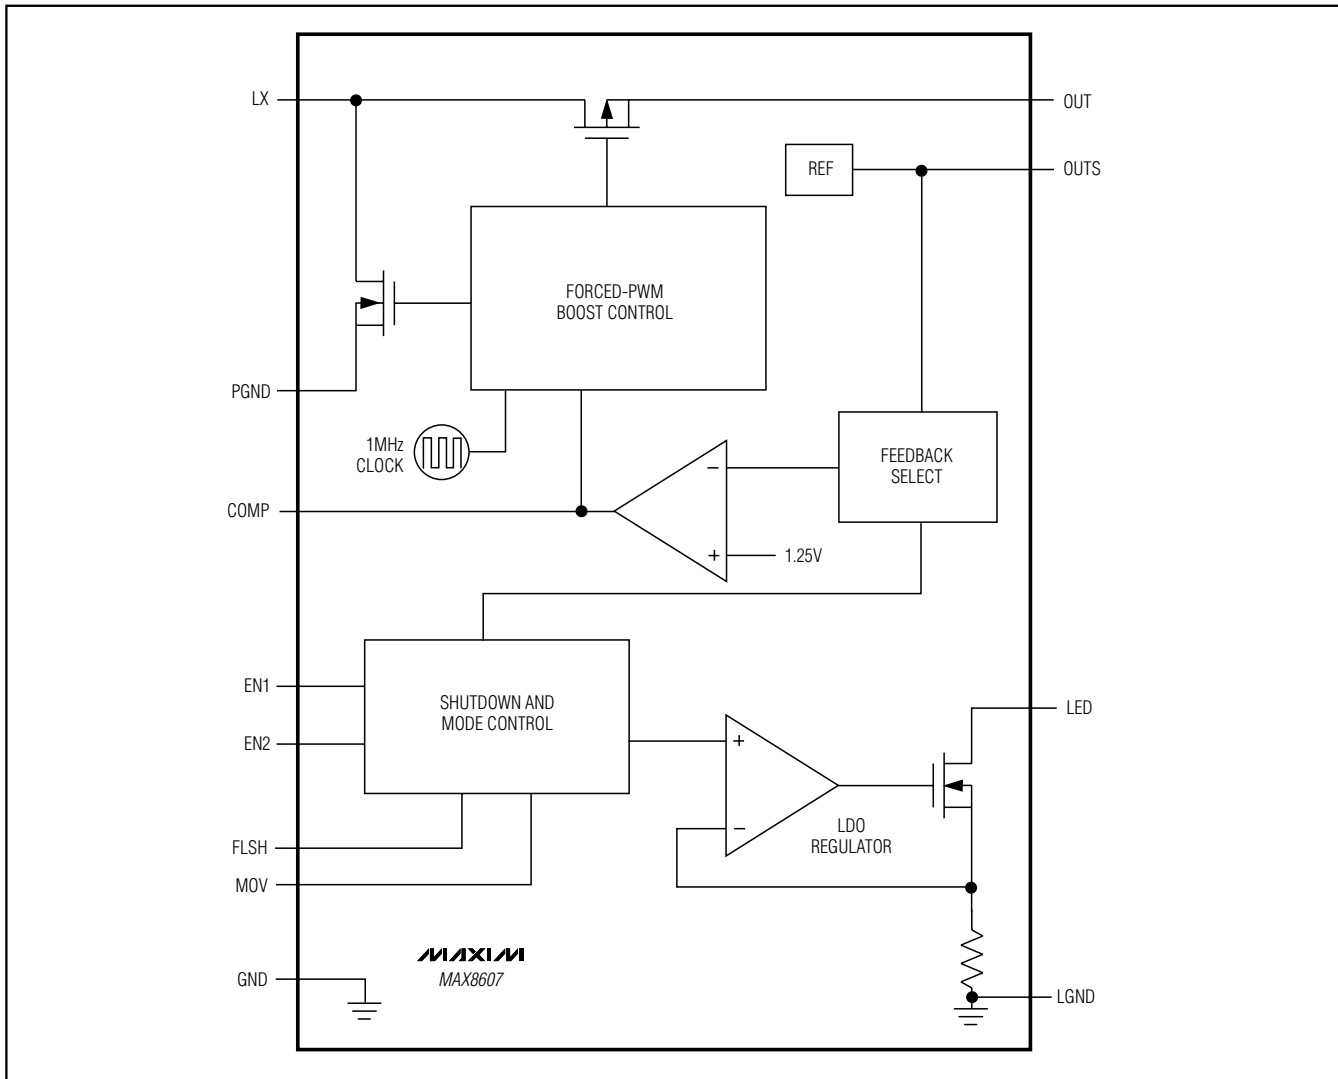 LX
OUT
REF
OUTS
FORCED-PWM
BOOST CONTROL
PGND
1MHz
CLOCK
FEEDBACK
SELECT
−
COMP
+
1.25V
EN1
SHUTDOWN AND
MODE CONTROL
LED
EN2
+
−
LDO
REGULATOR
FLSH
MOV
MAXIM
MAX8607
GND
LGND